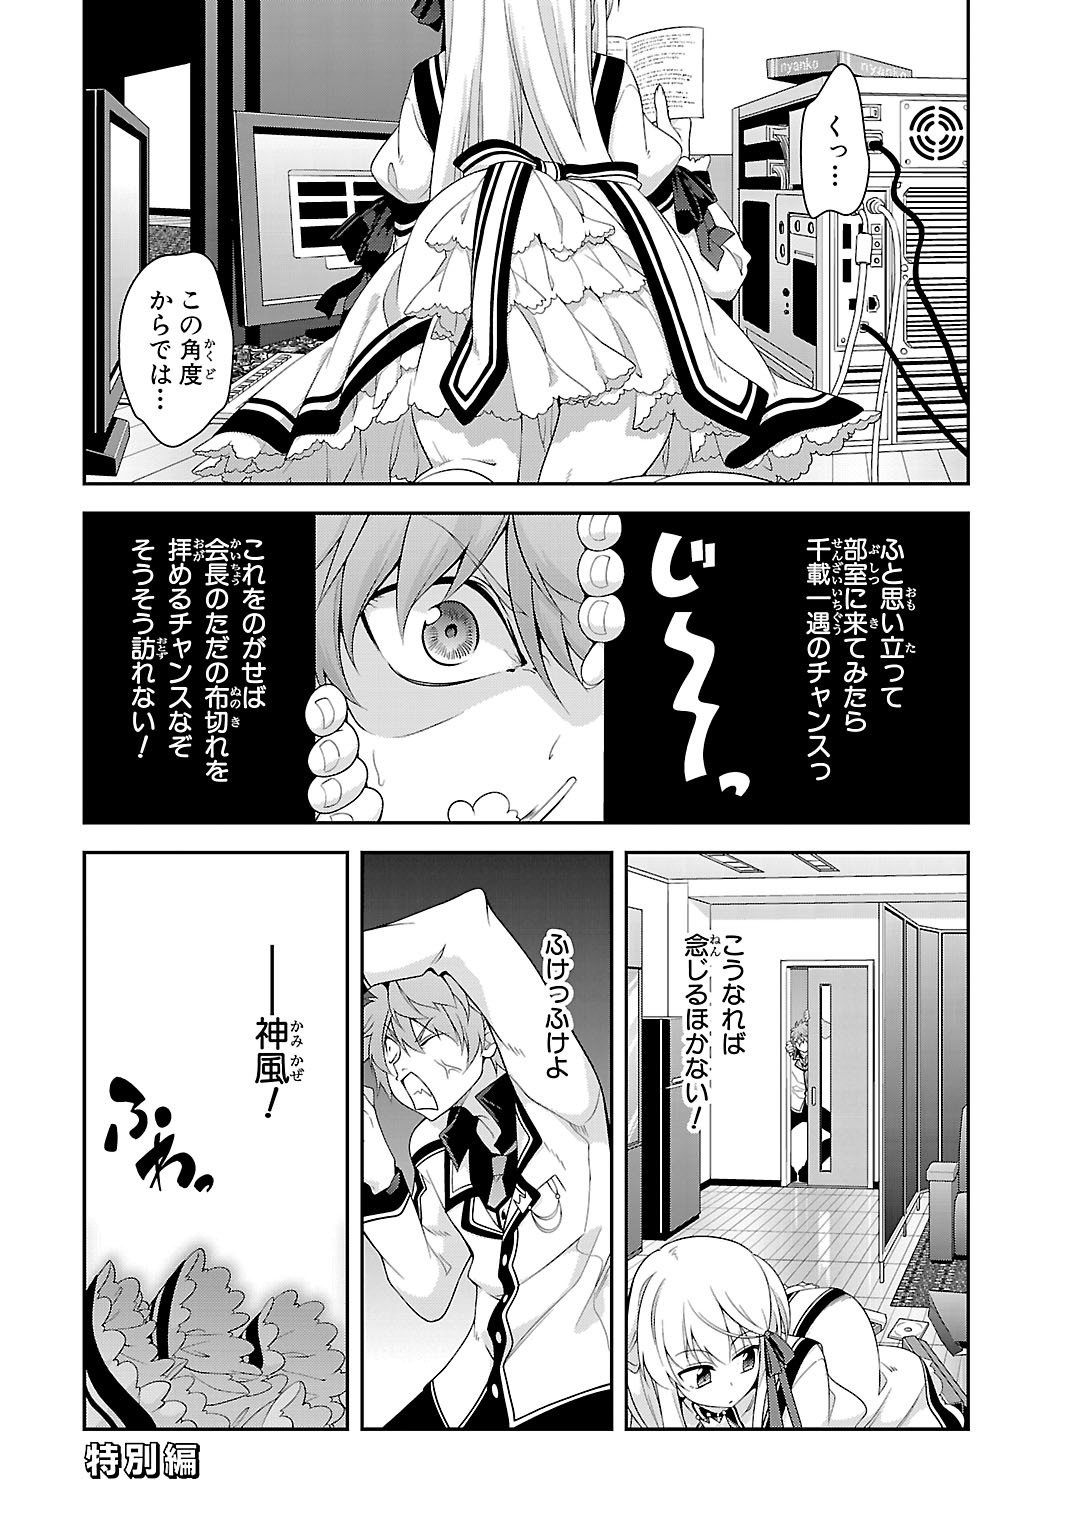 くっ…
この角度
からでは…
nyanko
nyanko
ふと思い立って
部室に来てみたら
千載一遇のチャンスっ
じ～～～っ
これをのがせば
会長のただの布切れを
拝めるチャンスなぞ
そうそう訪れない！
こうなれば
念じるほかない！
ふけっふけよ
──神風！
ふわっ
特別編